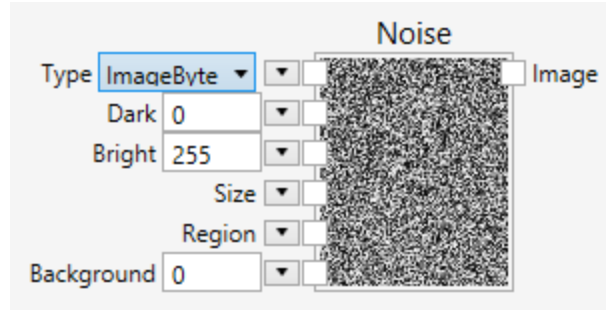 Noise
Type ImageByte Image
Dark 0
Bright 255
Size
Region
Background 0